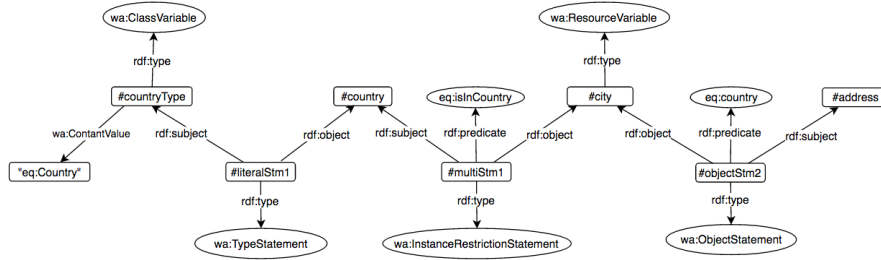 wa:ClassVariable
wa:ResourceVariable
rdf:type
rdf:type
#countryType
#country
eq:isInCountry
#city
eq:country
#address
wa:ContantValue
rdf:subject
rdf:object
rdf:subject
rdf:predicate
rdf:object
rdf:object
rdf:predicate
rdf:subject
"eq:Country"
#literalStm1
#multiStm1
#objectStm2
rdf:type
rdf:type
rdf:type
wa:TypeStatement
wa:InstanceRestrictionStatement
wa:ObjectStatement